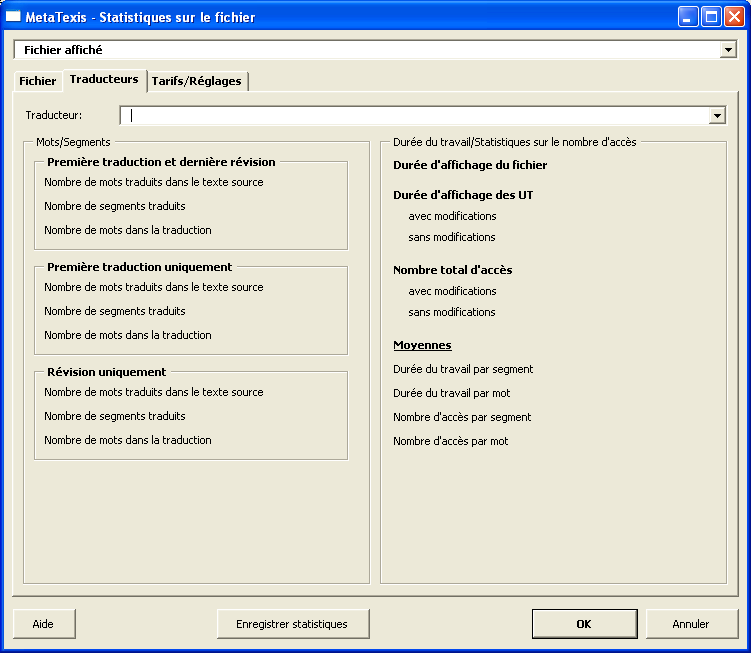 MetaTexis - Statistiques sur le fichier
Fichier affiché
Fichier Traducteurs Tarifs/Réglages
Traducteur:
Mots/Segments
Première traduction et dernière révision
Nombre de mots traduits dans le texte source
Nombre de segments traduits
Nombre de mots dans la traduction
Première traduction uniquement
Nombre de mots traduits dans le texte source
Nombre de segments traduits
Nombre de mots dans la traduction
Révision uniquement
Nombre de mots traduits dans le texte source
Nombre de segments traduits
Nombre de mots dans la traduction
Durée du travail/Statistiques sur le nombre d'accès
Durée d'affichage du fichier
Durée d'affichage des UT
avec modifications
sans modifications
Nombre total d'accès
avec modifications
sans modifications
Moyennes
Durée du travail par segment
Durée du travail par mot
Nombre d'accès par segment
Nombre d'accès par mot
Aide Enregistrer statistiques OK Annuler